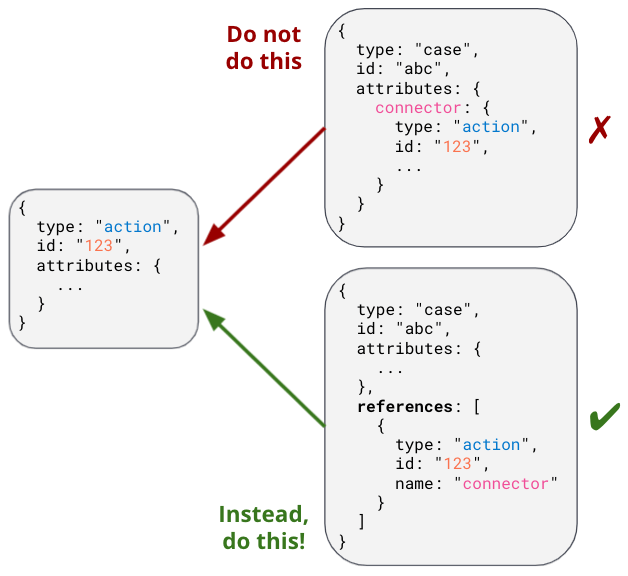 Do not
do this
{
  type: "case",
  id: "abc",
  attributes: {
    connector: {
      type: "action",
      id: "123",
      ...
    }
  }
}
✗
{
  type: "action",
  id: "123",
  attributes: {
    ...
  }
}
{
  type: "case",
  id: "abc",
  attributes: {
    ...
  },
  references: [
    {
      type: "action",
      id: "123",
      name: "connector"
    }
  ]
}
✔
Instead,
do this!